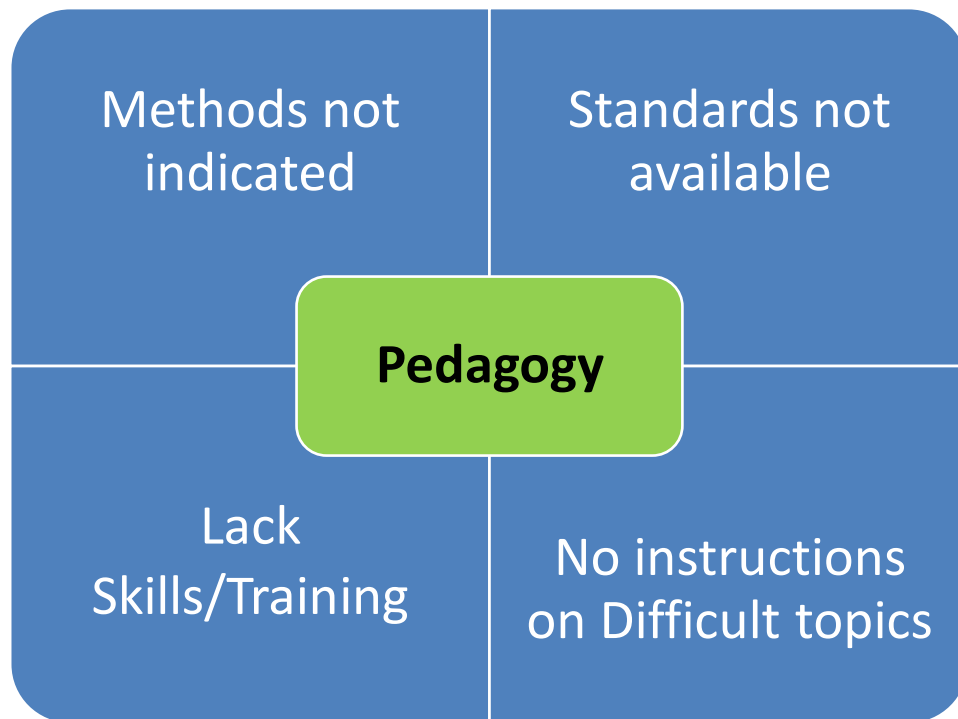 Methods not
indicated
Standards not
available
Pedagogy
Lack
Skills/Training
No instructions
on Difficult topics